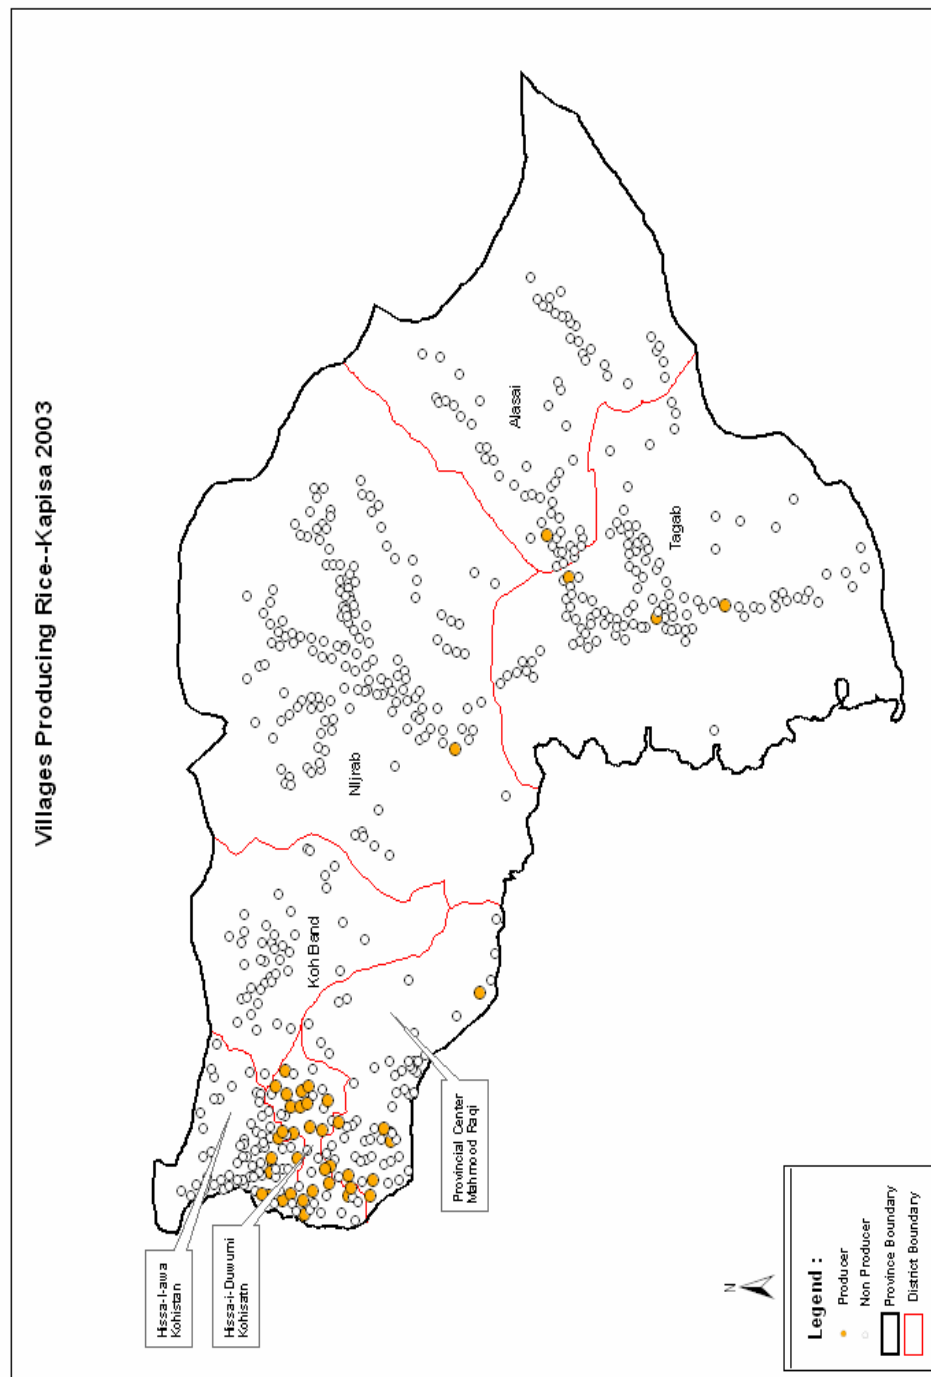 Villages Producing Rice--Kapisa 2003
Alasai
Tagab
NIjrab
Koh Band
Provincial Center
Mahmood Raqi
Hissa-I-awa
Kohistan
Hissa-i-Duwumi
Kohisatn
N
Legend :
Producer
Non Producer
Province Boundary
District Boundary